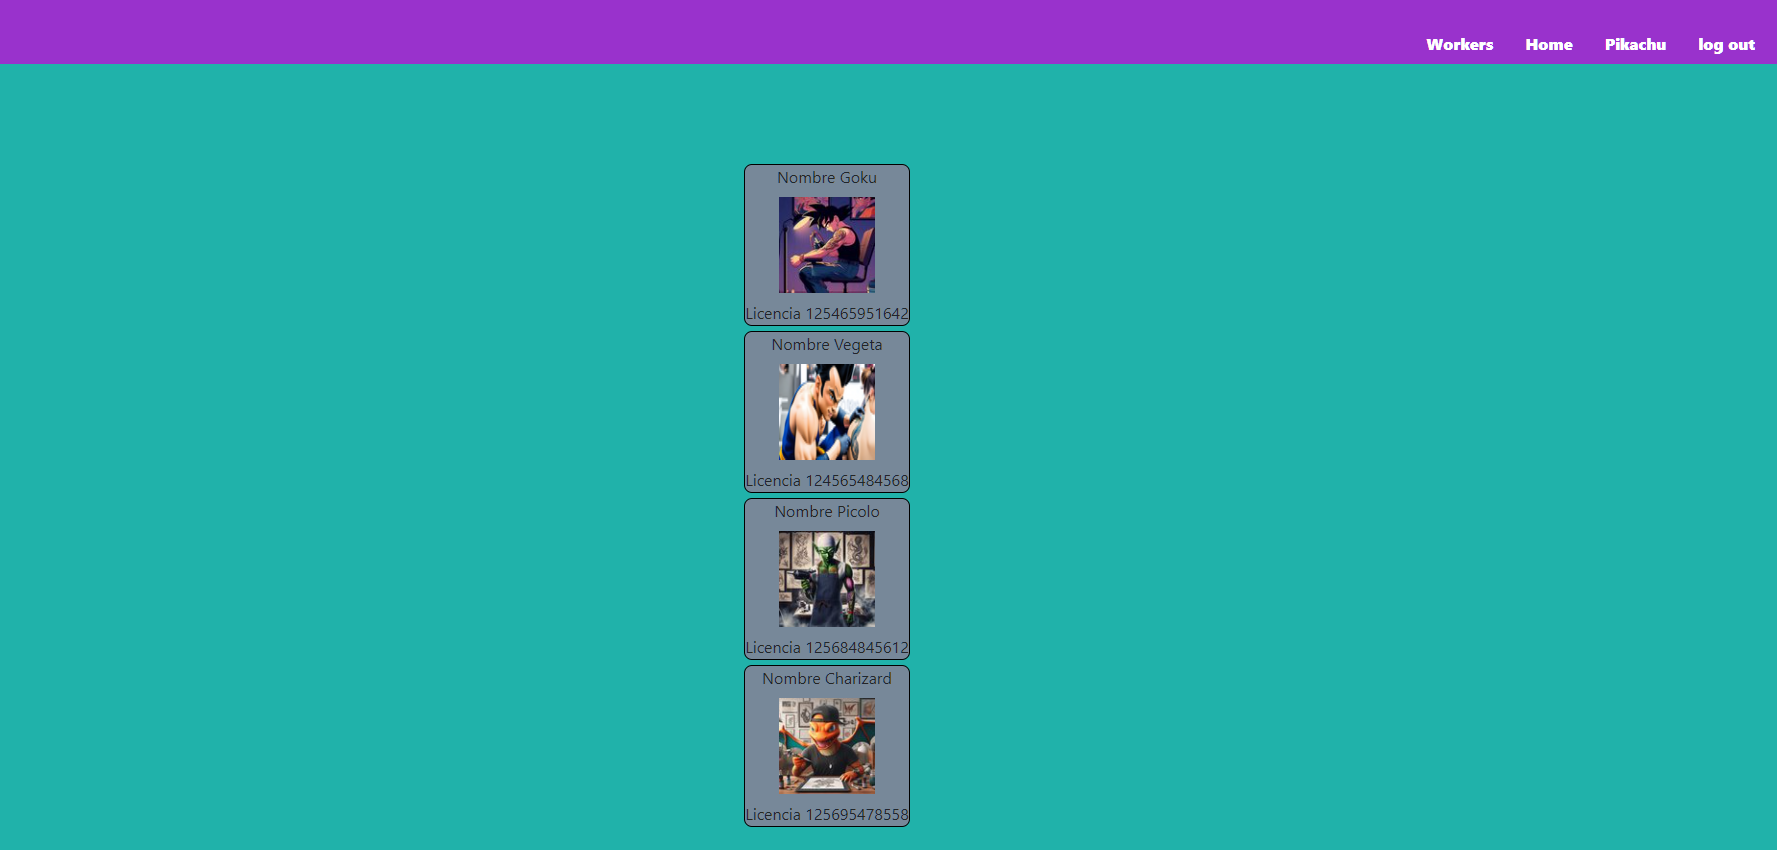 Workers Home Pikachu log out
Nombre Goku
Licencia 125465951642
Nombre Vegeta
Licencia 124565484568
Nombre Picolo
Licencia 125684845612
Nombre Charizard
Licencia 125695478558